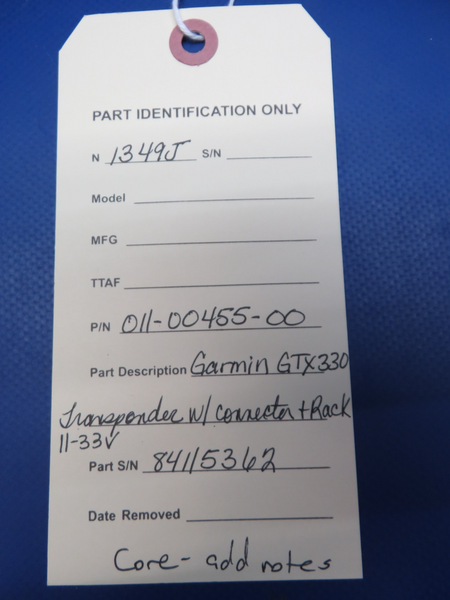 PART IDENTIFICATION ONLY
N 1349J S/N
Model
MFG
TTAF
P/N 011-00455-00
Part Description Garmin GTX330
Transponder w/ connector + Rack
11-33V
Part S/N 84115362
Date Removed
Core - add notes